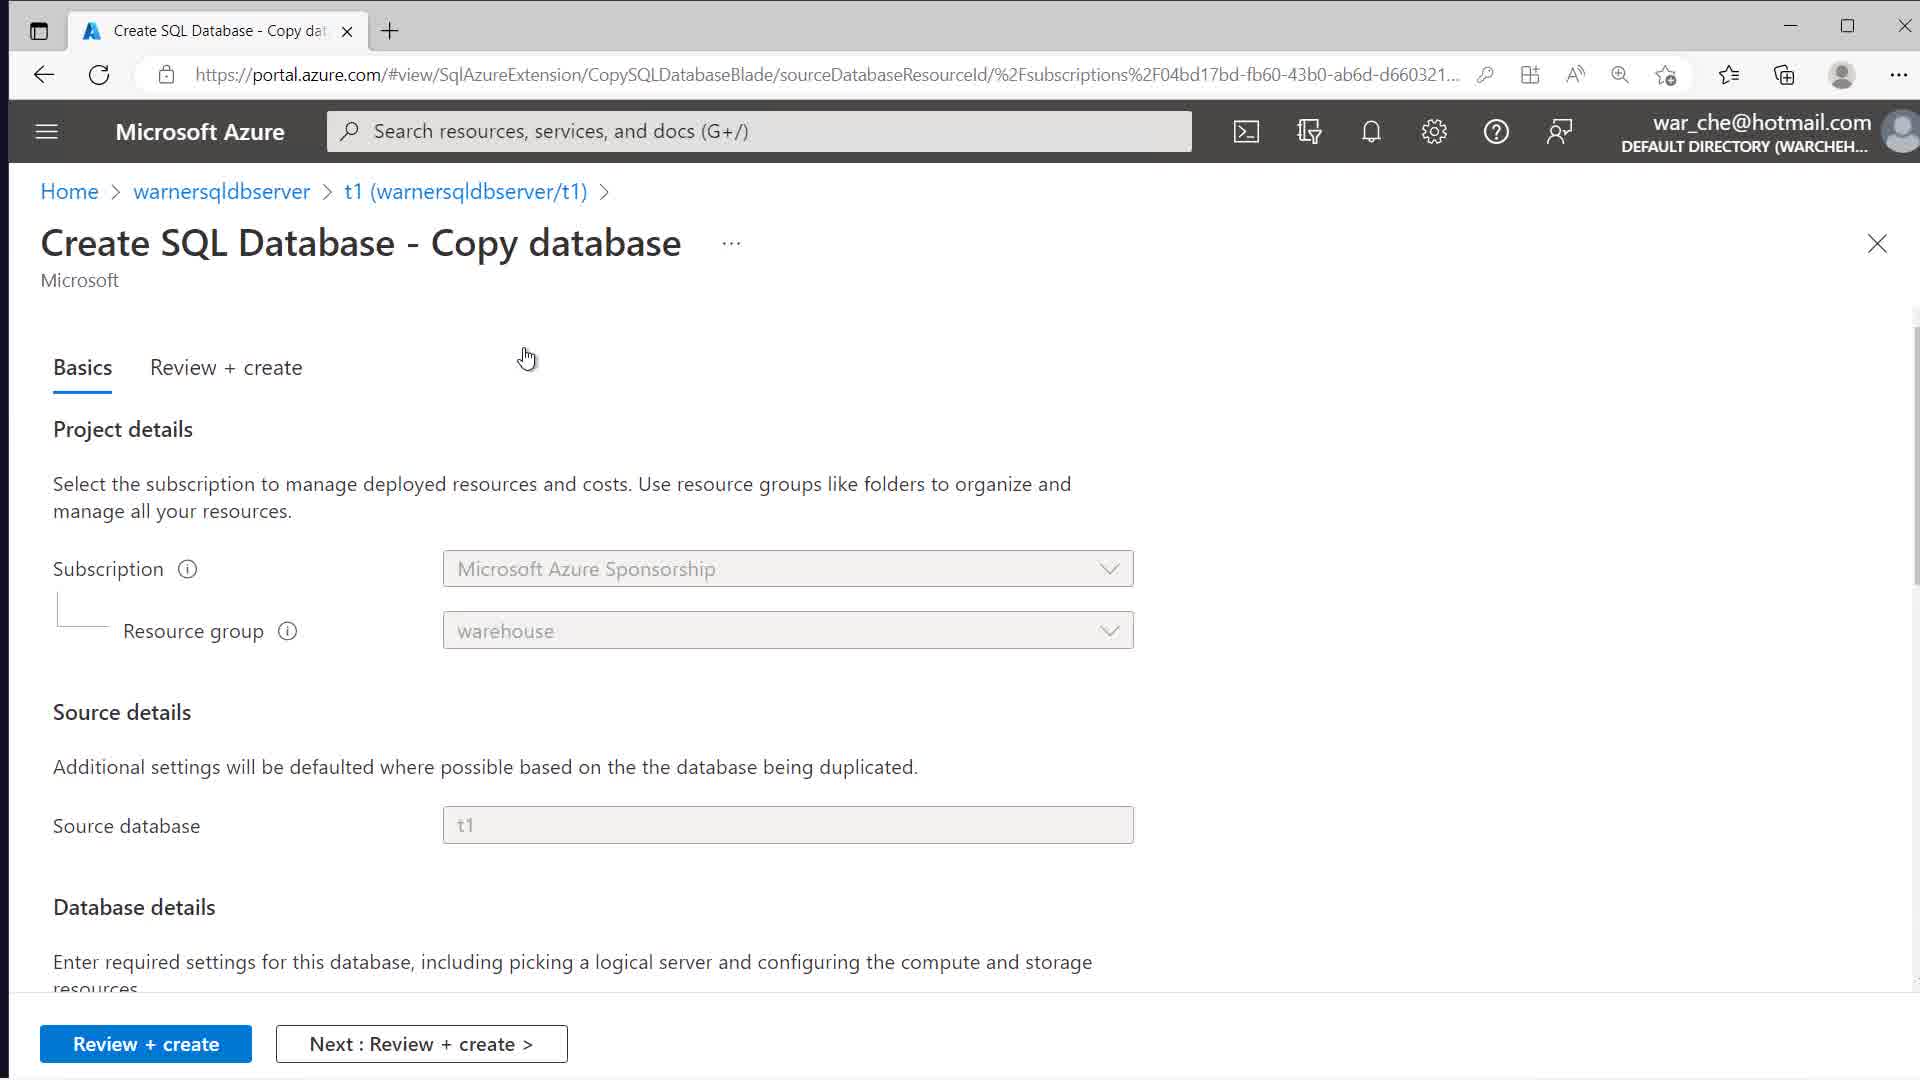 Create SQL Database - Copy dat
https://portal.azure.com/#view/SqlAzureExtension/CopySQLDatabaseBlade/sourceDatabaseResourceId/%2Fsubscriptions%2F04bd17bd-fb60-43b0-ab6d-d660321...
Microsoft Azure
Search resources, services, and docs (G+/)
war_che@hotmail.com
DEFAULT DIRECTORY (WARCHEH...
Home > warnersqldbserver > t1 (warnersqldbserver/t1) >
Create SQL Database - Copy database ...
Microsoft
Basics Review + create
Project details
Select the subscription to manage deployed resources and costs. Use resource groups like folders to organize and
manage all your resources.
Subscription
Microsoft Azure Sponsorship
Resource group
warehouse
Source details
Additional settings will be defaulted where possible based on the the database being duplicated.
Source database
t1
Database details
Enter required settings for this database, including picking a logical server and configuring the compute and storage
resources.
Review + create
Next : Review + create >